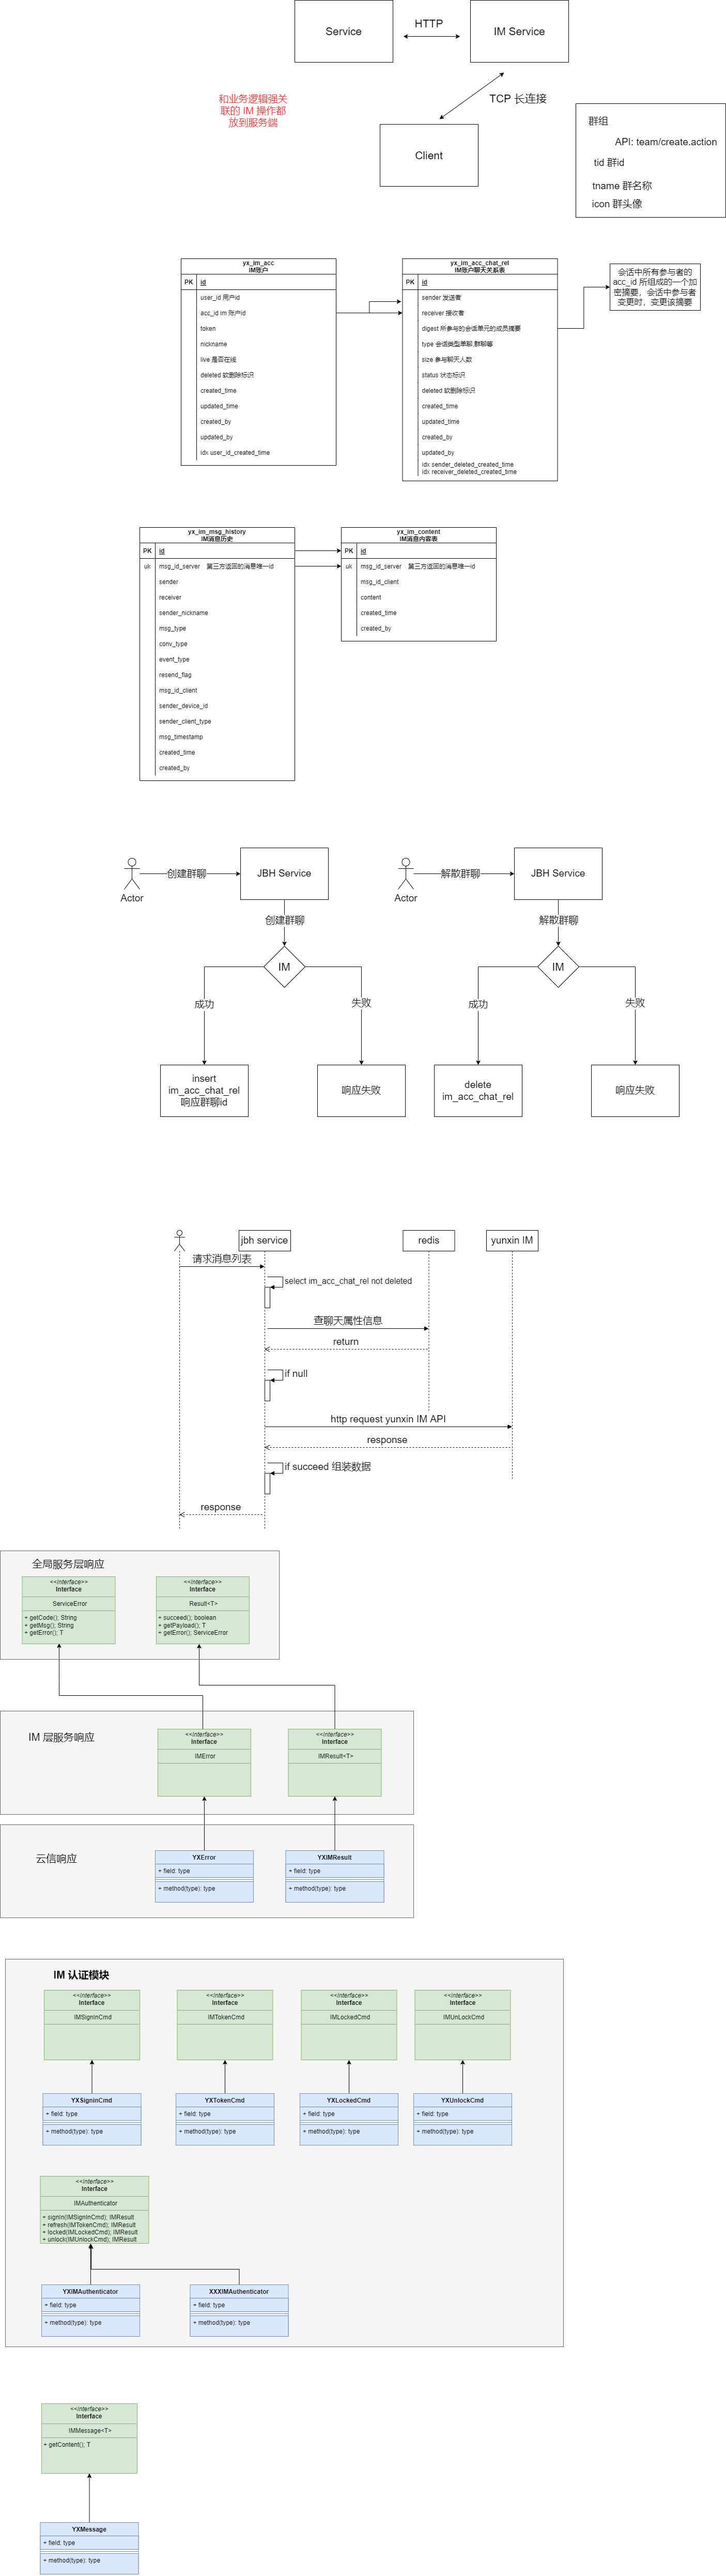 Service
HTTP
IM Service
TCP 长连接
Client
和业务逻辑强关
联的 IM 操作都
放到服务端
群组
API: team/create.action
tid 群id
tname 群名称
icon 群头像
yx_im_acc
IM账户
PK
id
user_id 用户id
acc_id im 账户id
token
nickname
live 是否在线
deleted 软删除标识
created_time
updated_time
created_by
updated_by
idx user_id_created_time
yx_im_acc_chat_rel
IM账户聊天关系表
PK
id
sender 发送者
receiver 接收者
digest 所参与的会话单元的成员摘要
type 会话类型单聊,群聊等
size 参与聊天人数
status 状态标识
deleted 软删除标识
created_time
updated_time
created_by
updated_by
idx sender_deleted_created_time
idx receiver_deleted_created_time
会话中所有参与者的
acc_id 所组成的一个加
密摘要，会话中参与者
变更时，变更该摘要
yx_im_msg_history
IM消息历史
PK
id
uk
msg_id_server 第三方返回的消息唯一id
sender
receiver
sender_nickname
msg_type
conv_type
event_type
resend_flag
msg_id_client
sender_device_id
sender_client_type
msg_timestamp
created_time
created_by
yx_im_content
IM消息内容表
PK
id
uk
msg_id_server 第三方返回的消息唯一id
msg_id_client
content
created_time
created_by
Actor
创建群聊
JBH Service
创建群聊
IM
成功
失败
insert
im_acc_chat_rel
响应群聊id
响应失败
Actor
解散群聊
JBH Service
解散群聊
IM
成功
失败
delete
im_acc_chat_rel
响应失败
jbh service
redis
yunxin IM
请求消息列表
select im_acc_chat_rel not deleted
查聊天属性信息
return
if null
http request yunxin IM API
response
if succeed 组装数据
response
全局服务层响应
<<interface>>
Interface
ServiceError
+ getCode(); String
+ getMsg(); String
+ getError(); T
<<interface>>
Interface
Result<T>
+ succeed(); boolean
+ getPayload(); T
+ getError(); ServiceError
IM 层服务响应
<<interface>>
Interface
IMError
<<interface>>
Interface
IMResult<T>
云信响应
YXError
+ field: type
+ method(type): type
YXIMResult
+ field: type
+ method(type): type
IM 认证模块
<<interface>>
Interface
IMSignInCmd
<<interface>>
Interface
IMTokenCmd
<<interface>>
Interface
IMLockedCmd
<<interface>>
Interface
IMUnLockCmd
YXSigninCmd
+ field: type
+ method(type): type
YXTokenCmd
+ field: type
+ method(type): type
YXLockedCmd
+ field: type
+ method(type): type
YXUnlockCmd
+ field: type
+ method(type): type
<<interface>>
Interface
IMAuthenticator
+ signIn(IMSignInCmd); IMResult
+ refresh(IMTokenCmd); IMResult
+ locked(IMLockedCmd); IMResult
+ unlock(IMUnlockCmd); IMResult
YXIMAuthenticator
+ field: type
+ method(type): type
XXXIMAuthenticator
+ field: type
+ method(type): type
<<interface>>
Interface
IMMessage<T>
+ getContent(); T
YXMessage
+ field: type
+ method(type): type